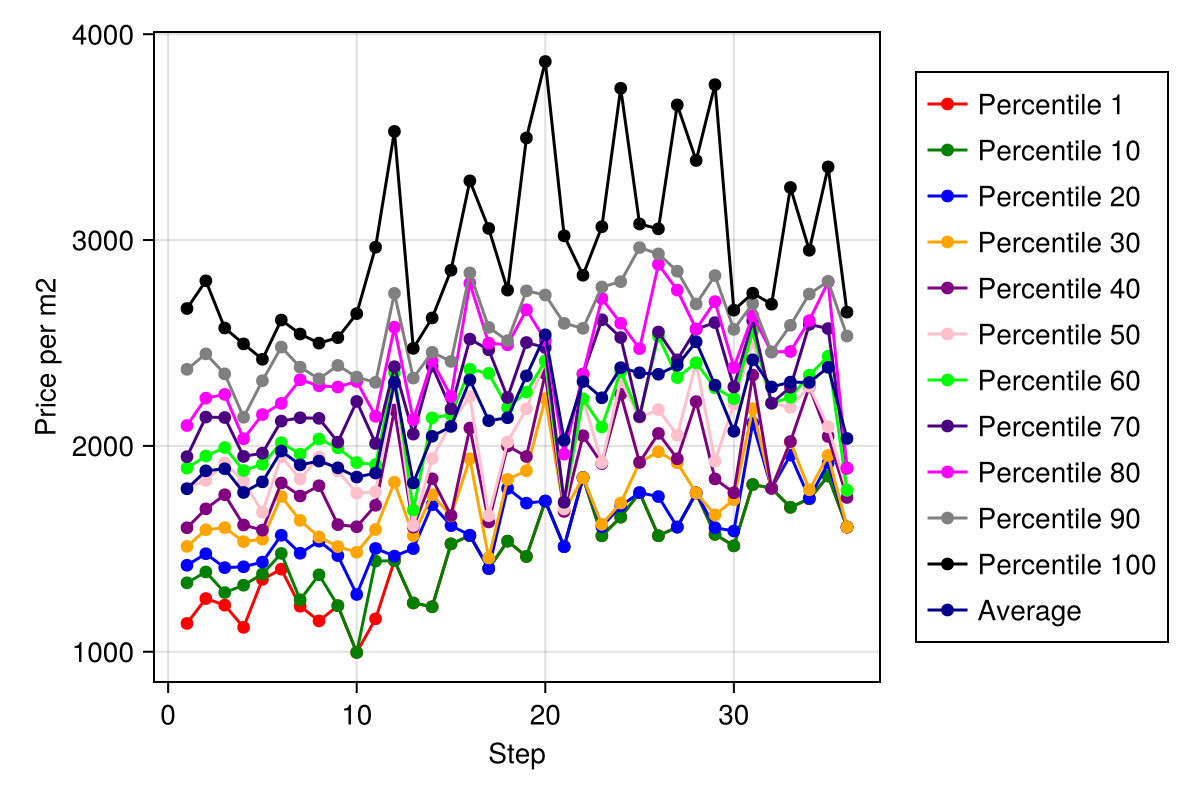 4000
3000
2000
1000
Price per m2
0 10 20 30
Step
Percentile 1
Percentile 10
Percentile 20
Percentile 30
Percentile 40
Percentile 50
Percentile 60
Percentile 70
Percentile 80
Percentile 90
Percentile 100
Average